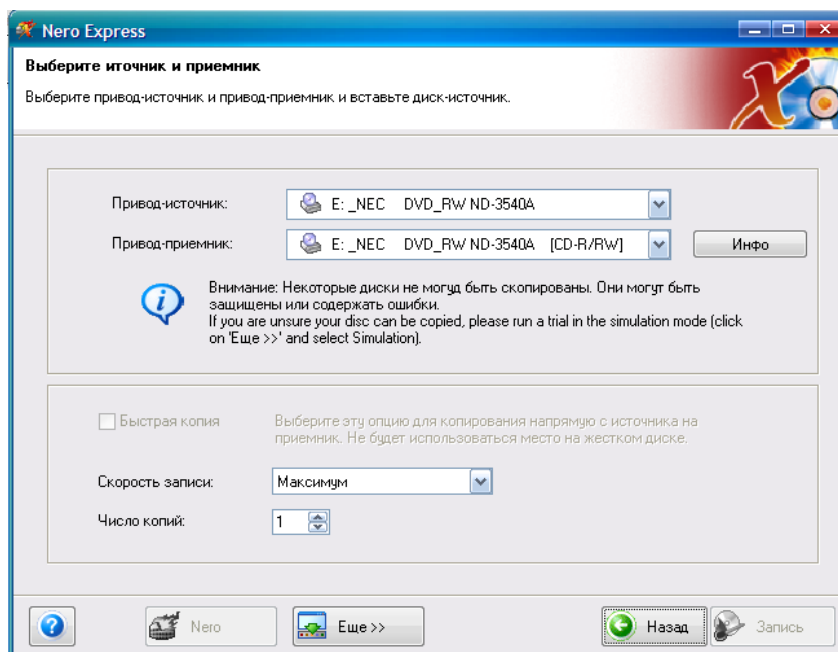 Nero Express
Выберите иточник и приемник
Выберите привод-источник и привод-приемник и вставьте диск-источник.
Привод-источник: E: _NEC DVD_RW ND-3540A
Привод-приемник: E: _NEC DVD_RW ND-3540A [CD-R/RW] Инфо
Внимание: Некоторые диски не могуд быть скопированы. Они могут быть
защищены или содержать ошибки.
If you are unsure your disc can be copied, please run a trial in the simulation mode (click
on 'Еще >>' and select Simulation).
Быстрая копия Выберите эту опцию для копирования напрямую с источника на
приемник. Не будет использоваться место на жестком диске.
Скорость записи: Максимум
Число копий: 1
Nero Еще >> Назад Запись